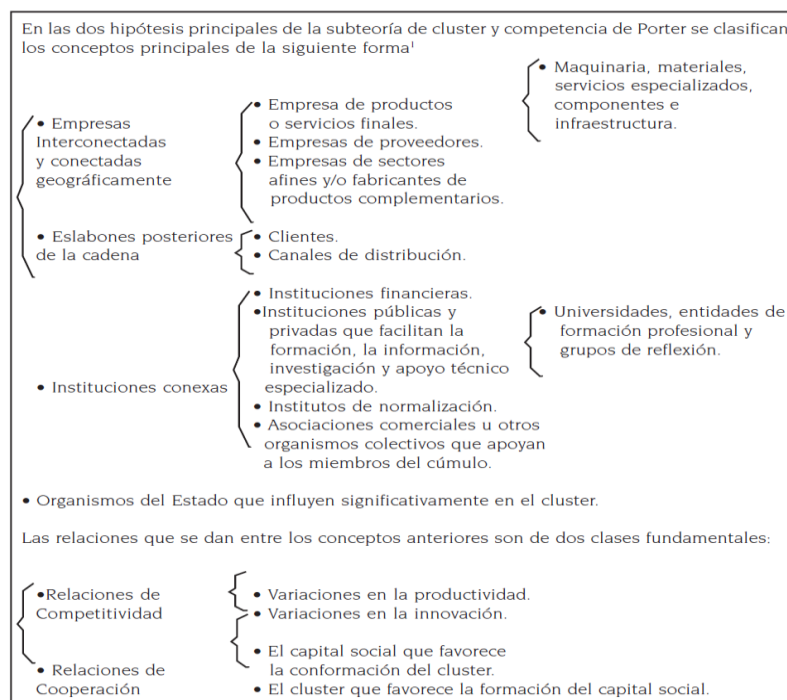 En las dos hipótesis principales de la subteoría de cluster y competencia de Porter se clasifican
los conceptos principales de la siguiente forma¹
• Empresas
Interconectadas
y conectadas
geográficamente
• Empresa de productos
o servicios finales.
• Empresas de proveedores.
• Empresas de sectores
afines y/o fabricantes de
productos complementarios.
• Maquinaria, materiales,
servicios especializados,
componentes e
infraestructura.
• Eslabones posteriores
de la cadena
• Clientes.
• Canales de distribución.
• Instituciones conexas
• Instituciones financieras.
•Instituciones públicas y
privadas que facilitan la
formación, la información,
investigación y apoyo técnico
especializado.
• Institutos de normalización.
• Asociaciones comerciales u otros
organismos colectivos que apoyan
a los miembros del cúmulo.
• Universidades, entidades de
formación profesional y
grupos de reflexión.
• Organismos del Estado que influyen significativamente en el cluster.
Las relaciones que se dan entre los conceptos anteriores son de dos clases fundamentales:
•Relaciones de
Competitividad
• Variaciones en la productividad.
• Variaciones en la innovación.
• Relaciones de
Cooperación
• El capital social que favorece
la conformación del cluster.
• El cluster que favorece la formación del capital social.